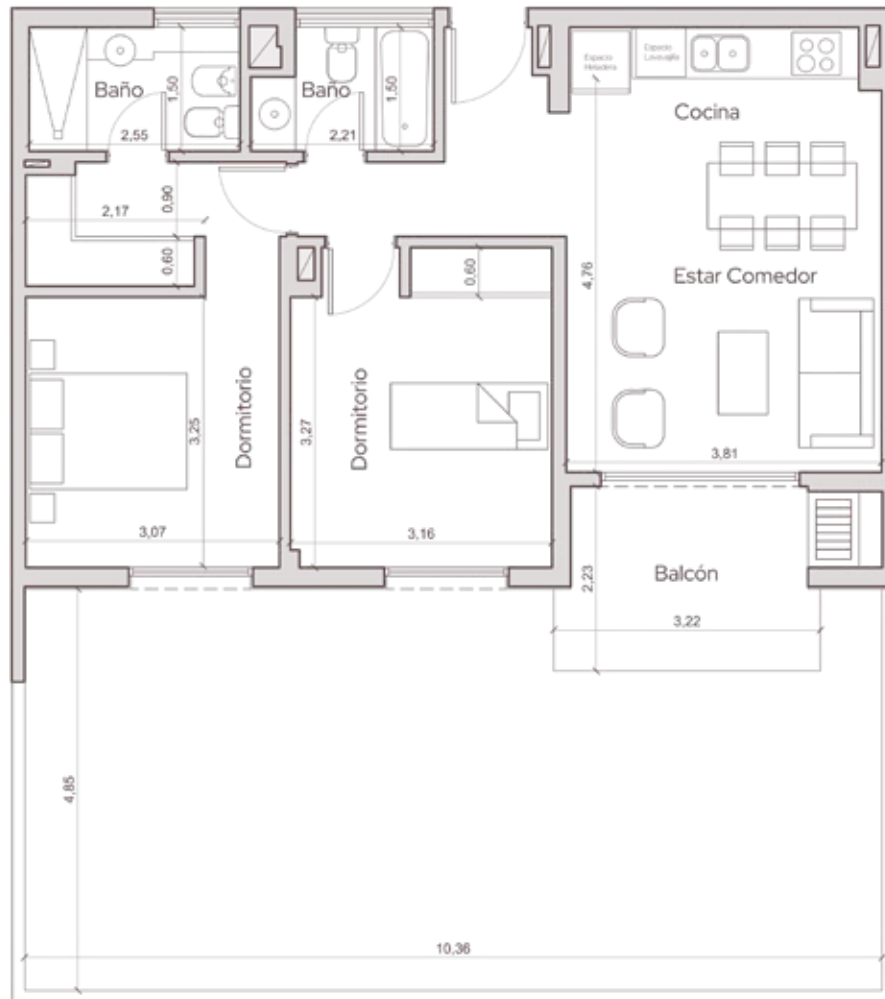 Espacio
Heladera
Espacio
Lavavajilla
Baño
1,50
2,55
Baño
1,50
2,21
Cocina
2,17
0,90
0,60
0,60
4,76
Estar Comedor
3,25
Dormitorio
3,27
Dormitorio
3,81
3,07
3,16
2,23
Balcón
3,22
4,85
10,36